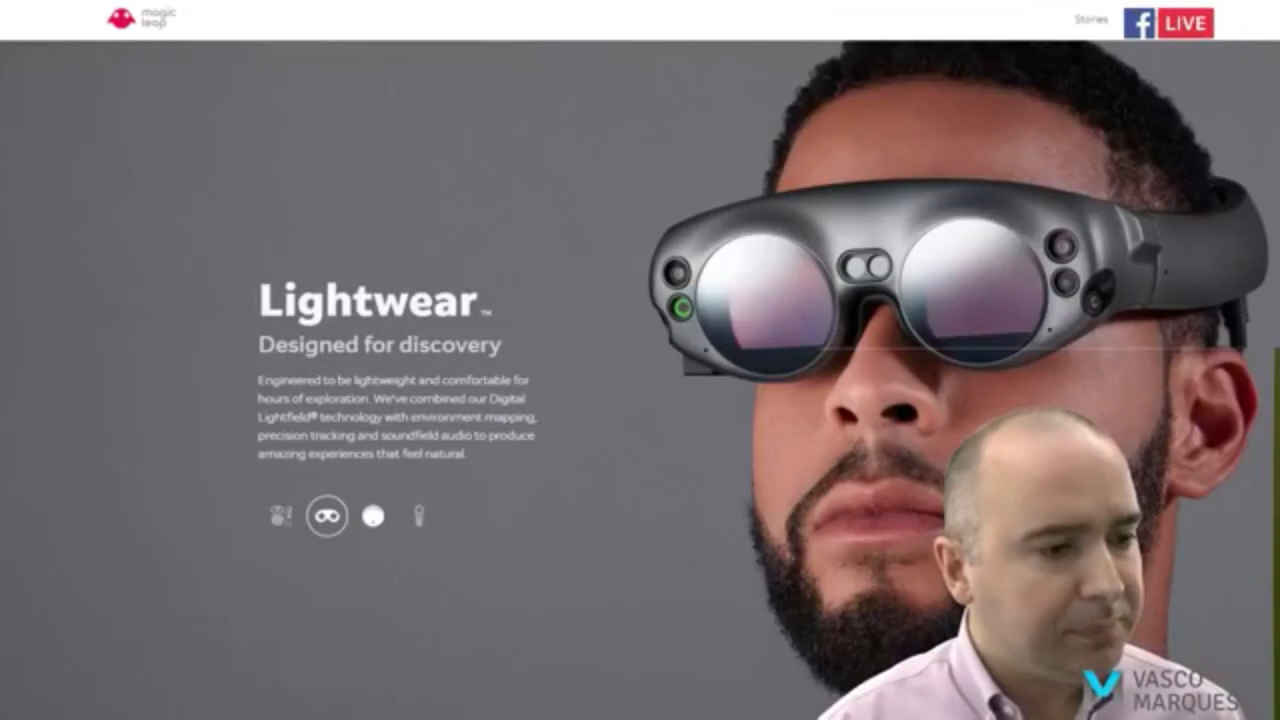 magic
leap
Stories
f LIVE
Lightwear™
Designed for discovery
Engineered to be lightweight and comfortable for
hours of exploration. We've combined our Digital
Lightfield® technology with environment mapping,
precision tracking and soundfield audio to produce
amazing experiences that feel natural.
VASCO
MARQUES